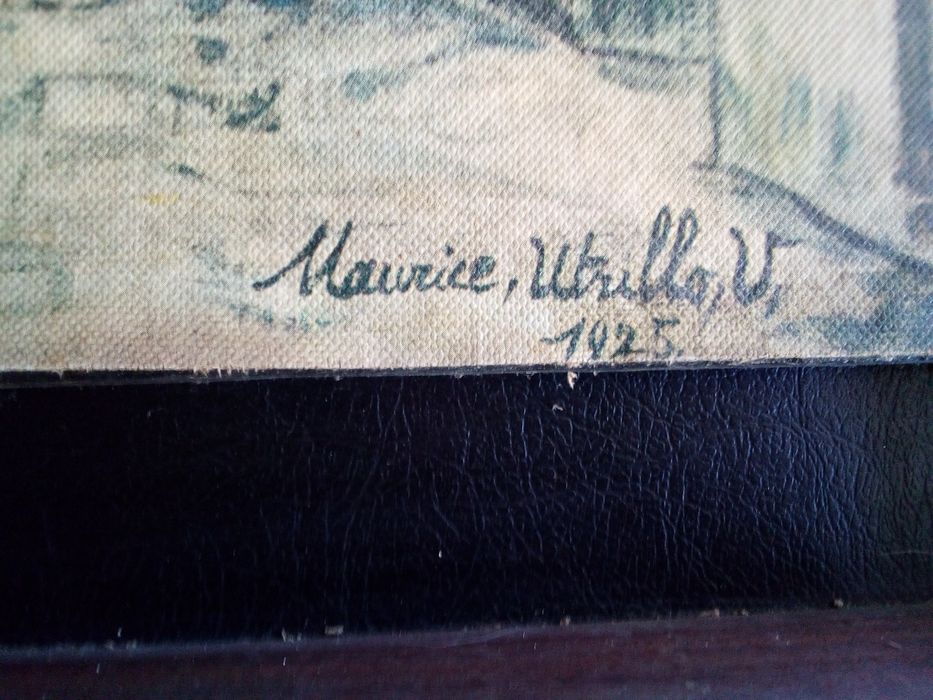 Maurice, Utrillo, V,
1925.